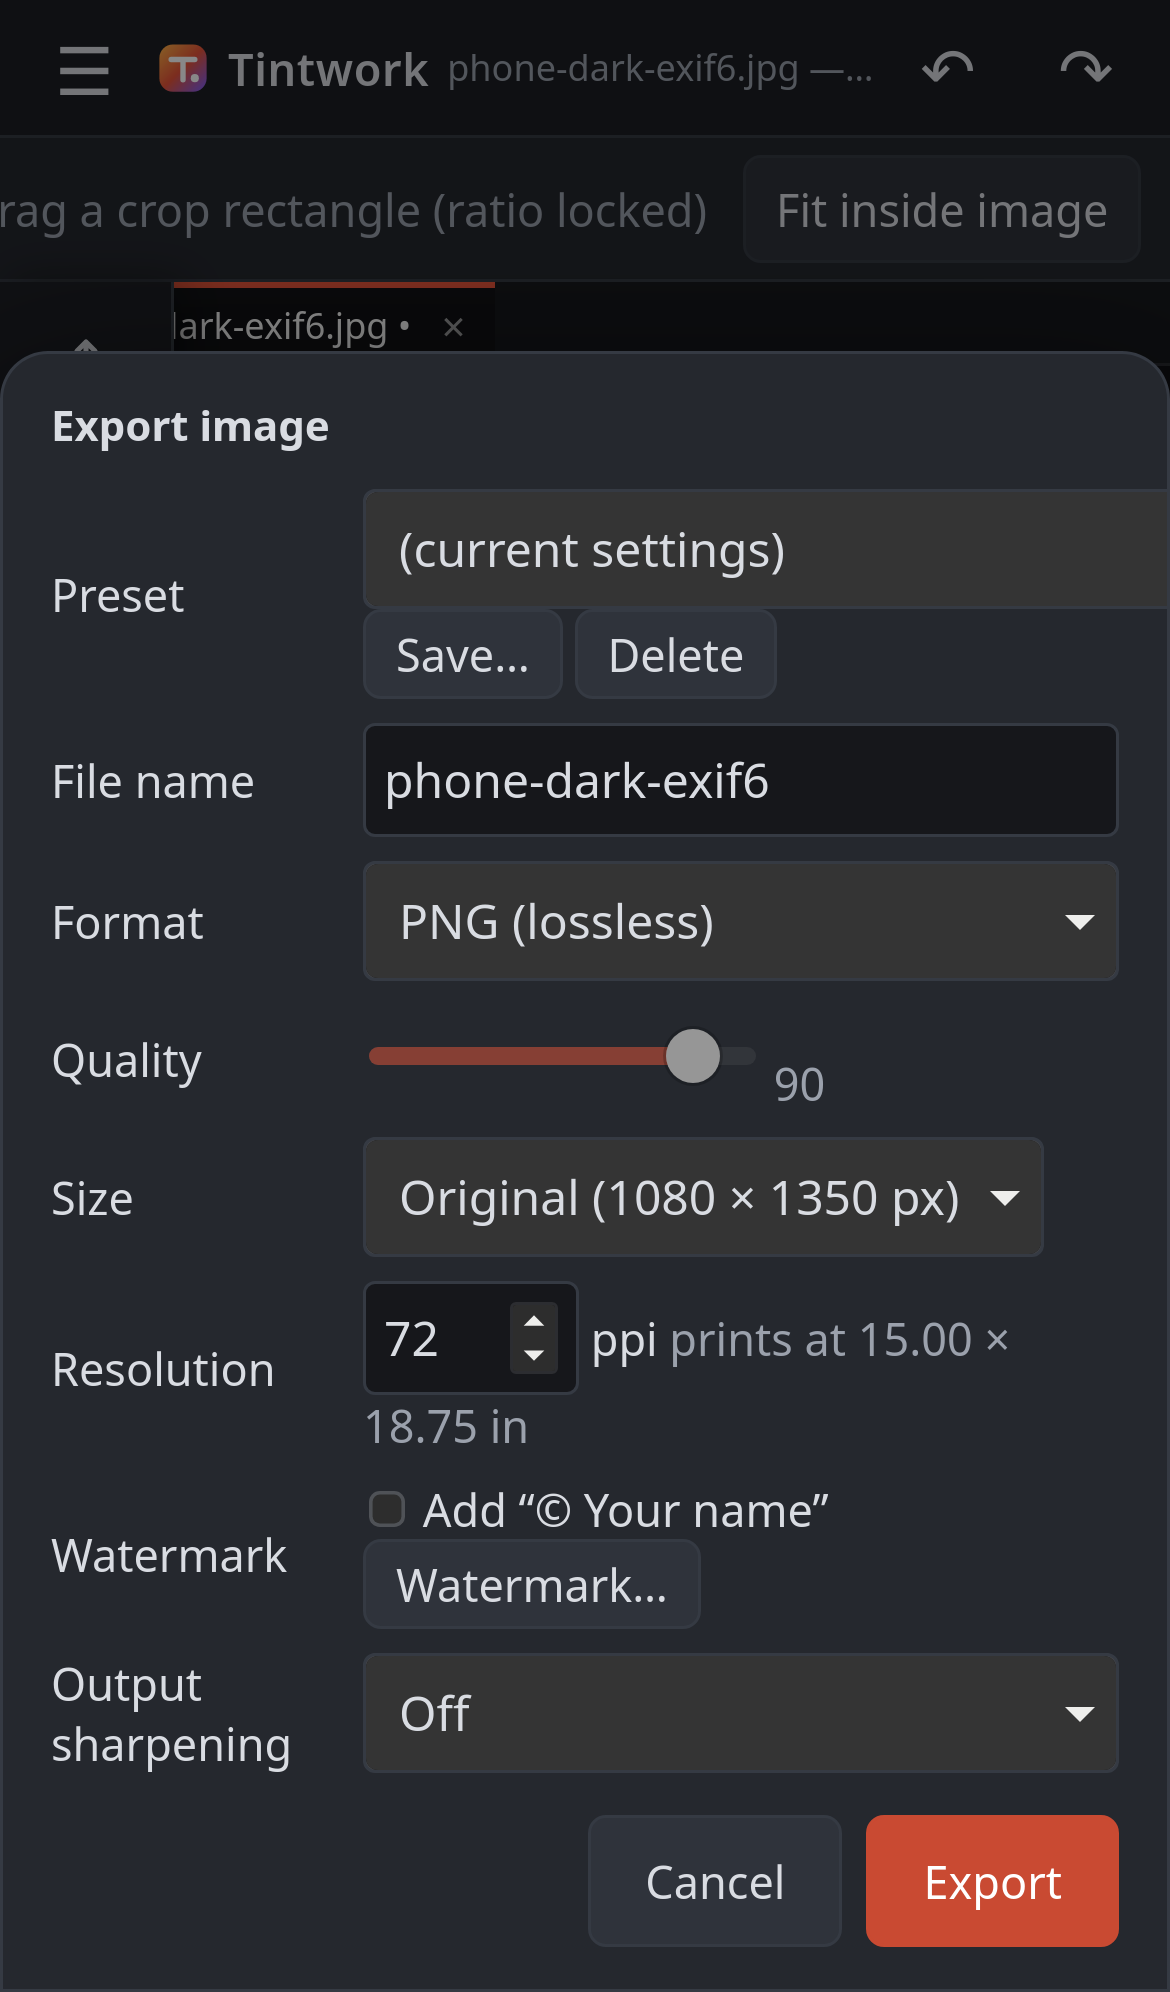 Tintwork phone-dark-exif6.jpg —…
rag a crop rectangle (ratio locked) Fit inside image
dark-exif6.jpg • ×
Export image
Preset (current settings)
Save… Delete
File name phone-dark-exif6
Format PNG (lossless)
Quality 90
Size Original (1080 × 1350 px)
Resolution 72 ppi prints at 15.00 ×
18.75 in
Watermark Add “© Your name”
Watermark…
Output
sharpening Off
Cancel Export